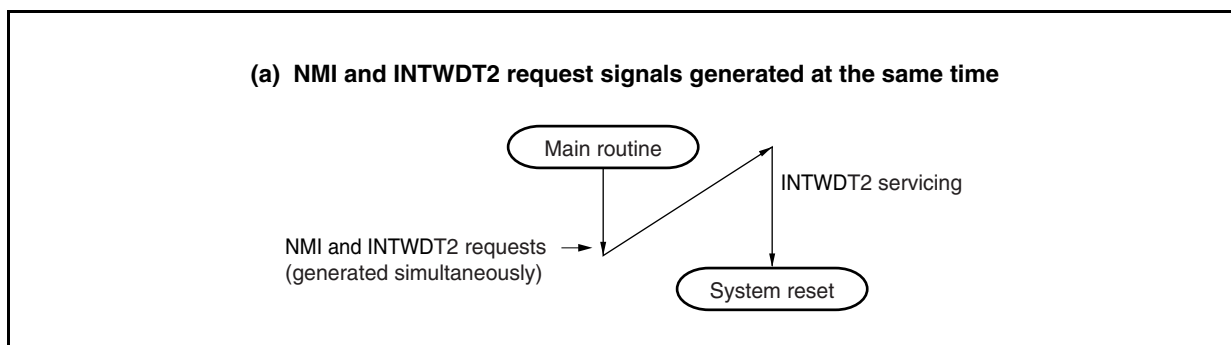 (a) NMI and INTWDT2 request signals generated at the same time
Main routine
INTWDT2 servicing
NMI and INTWDT2 requests
(generated simultaneously)
System reset